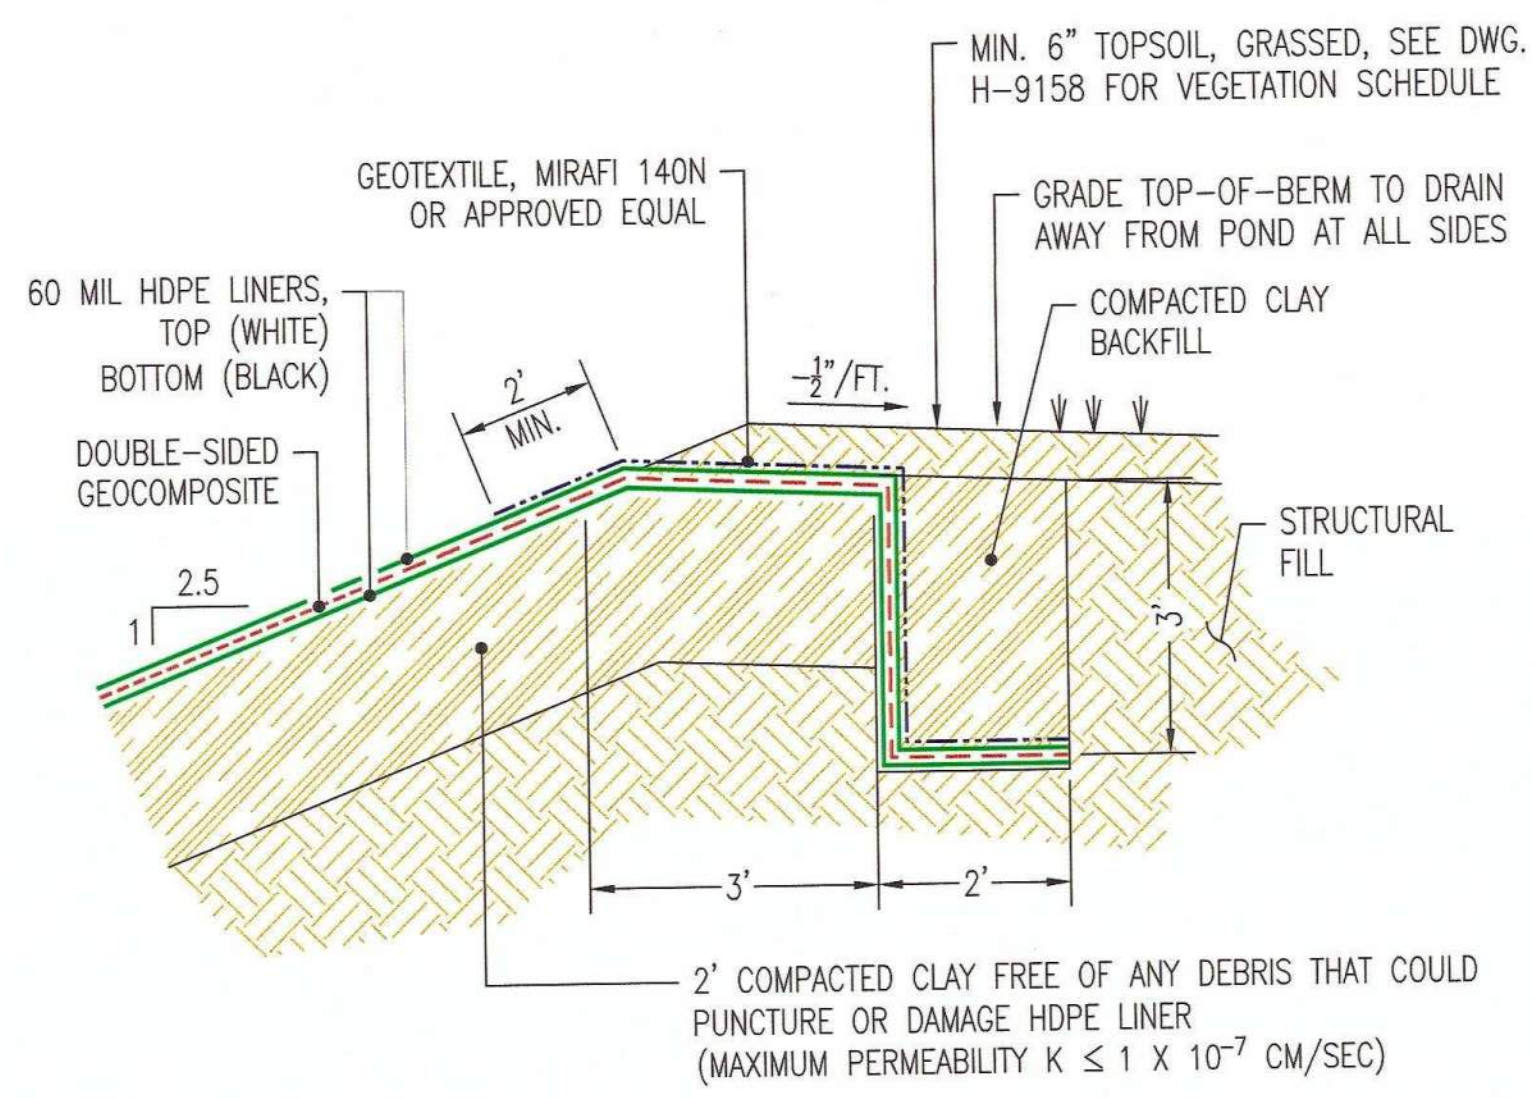 MIN. 6" TOPSOIL, GRASSED, SEE DWG.
H-9158 FOR VEGETATION SCHEDULE
GEOTEXTILE, MIRAFI 140N
OR APPROVED EQUAL
GRADE TOP-OF-BERM TO DRAIN
AWAY FROM POND AT ALL SIDES
60 MIL HDPE LINERS,
TOP (WHITE)
BOTTOM (BLACK)
COMPACTED CLAY
BACKFILL
2'
MIN.
-1/2"/FT.
DOUBLE-SIDED
GEOCOMPOSITE
STRUCTURAL
FILL
2.5
1
3'
3'
2'
2' COMPACTED CLAY FREE OF ANY DEBRIS THAT COULD
PUNCTURE OR DAMAGE HDPE LINER
(MAXIMUM PERMEABILITY K ≤ 1 X 10⁻⁷ CM/SEC)